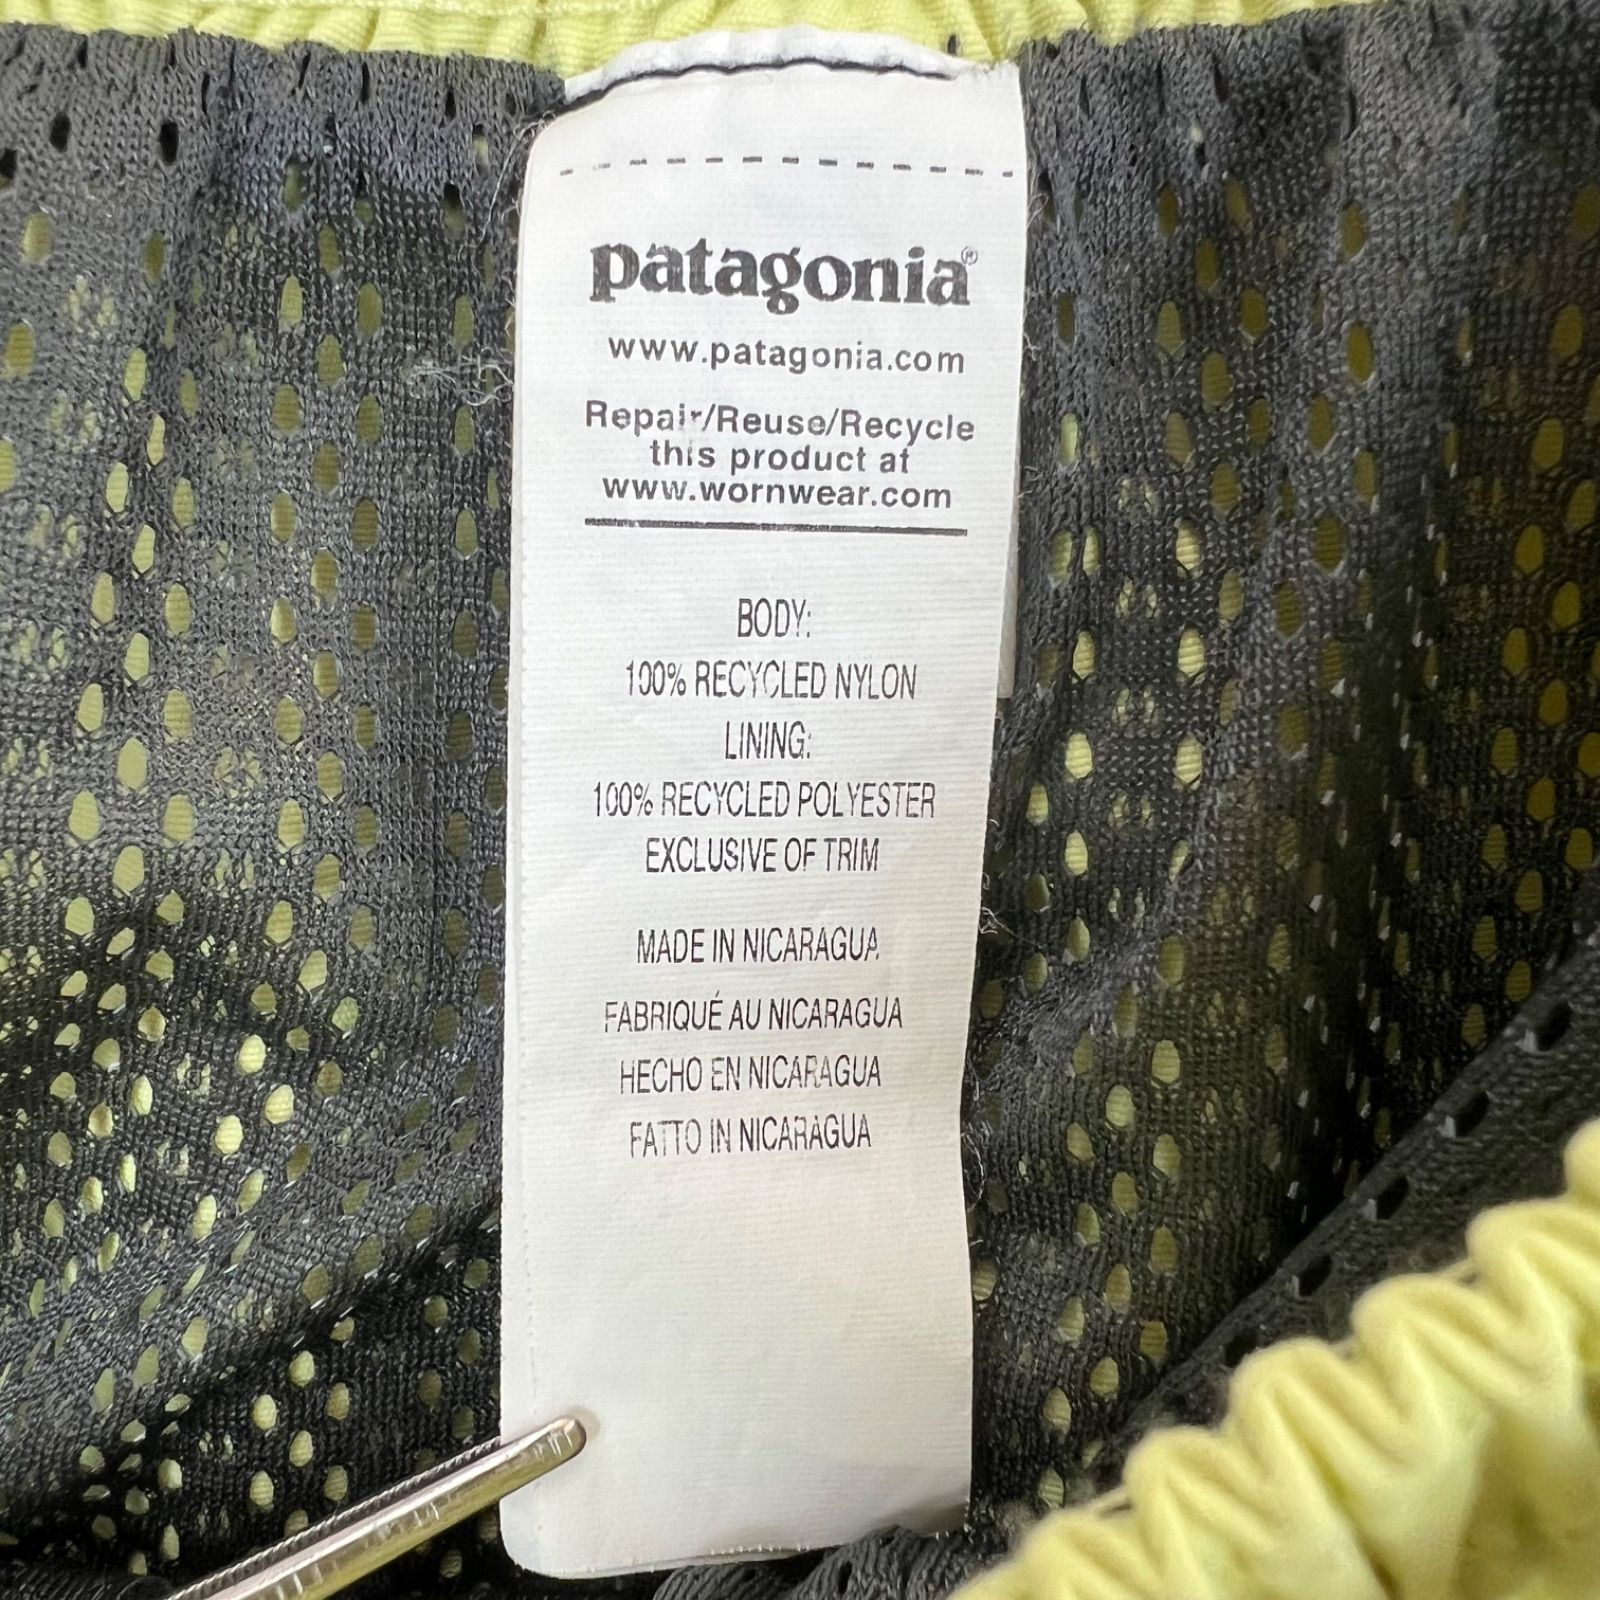 patagonia®
www.patagonia.com
Repair/Reuse/Recycle
this product at
www.wornwear.com
BODY:
100% RECYCLED NYLON
LINING:
100% RECYCLED POLYESTER
EXCLUSIVE OF TRIM
MADE IN NICARAGUA
FABRIQUÉ AU NICARAGUA
HECHO EN NICARAGUA
FATTO IN NICARAGUA